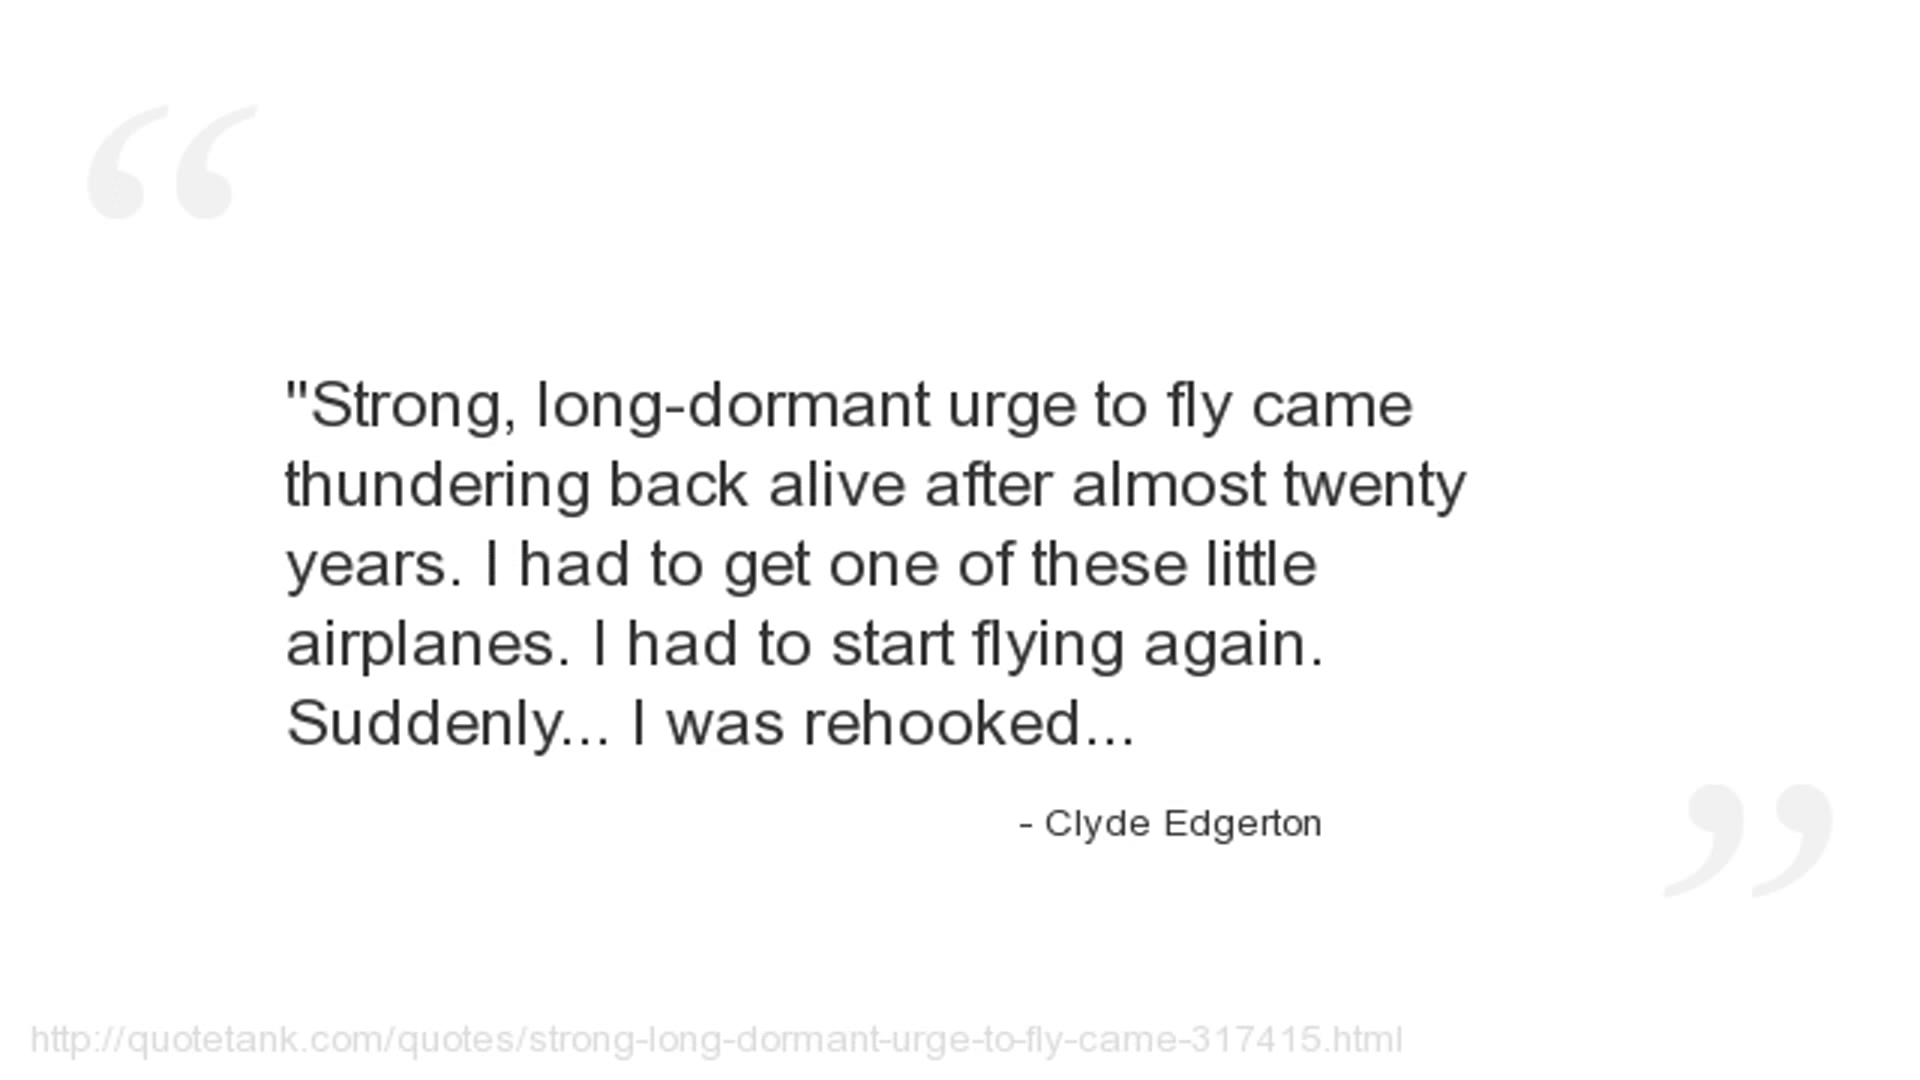 "Strong, long-dormant urge to fly came
thundering back alive after almost twenty
years. I had to get one of these little
airplanes. I had to start flying again.
Suddenly... I was rehooked...
- Clyde Edgerton
http://quotetank.com/quotes/strong-long-dormant-urge-to-fly-came-317415.html